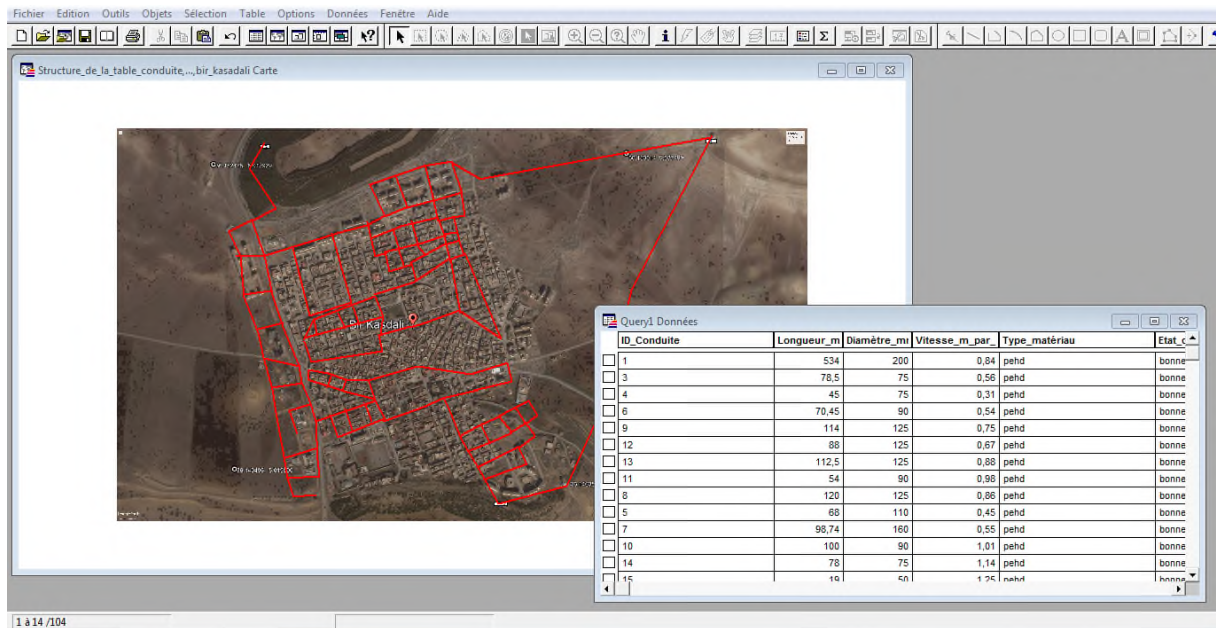 Fichier Edition Outils Objets Sélection Table Options Données Fenêtre Aide
Structure_de_la_table_conduite,...,bir_kasadali Carte
Bir Kasdali
Query1 Données
ID_Conduite Longueur_m Diamètre_m Vitesse_m_par_ Type_matériau Etat_c
1 534 200 0,84 pehd bonne
3 78,5 75 0,56 pehd bonne
4 45 75 0,31 pehd bonne
6 70,45 90 0,54 pehd bonne
9 114 125 0,75 pehd bonne
12 88 125 0,67 pehd bonne
13 112,5 125 0,88 pehd bonne
11 54 90 0,98 pehd bonne
8 120 125 0,86 pehd bonne
5 68 110 0,45 pehd bonne
7 98,74 160 0,55 pehd bonne
10 100 90 1,01 pehd bonne
14 78 75 1,14 pehd bonne
15 19 50 1,25 pehd bonne
1 à 14 /104